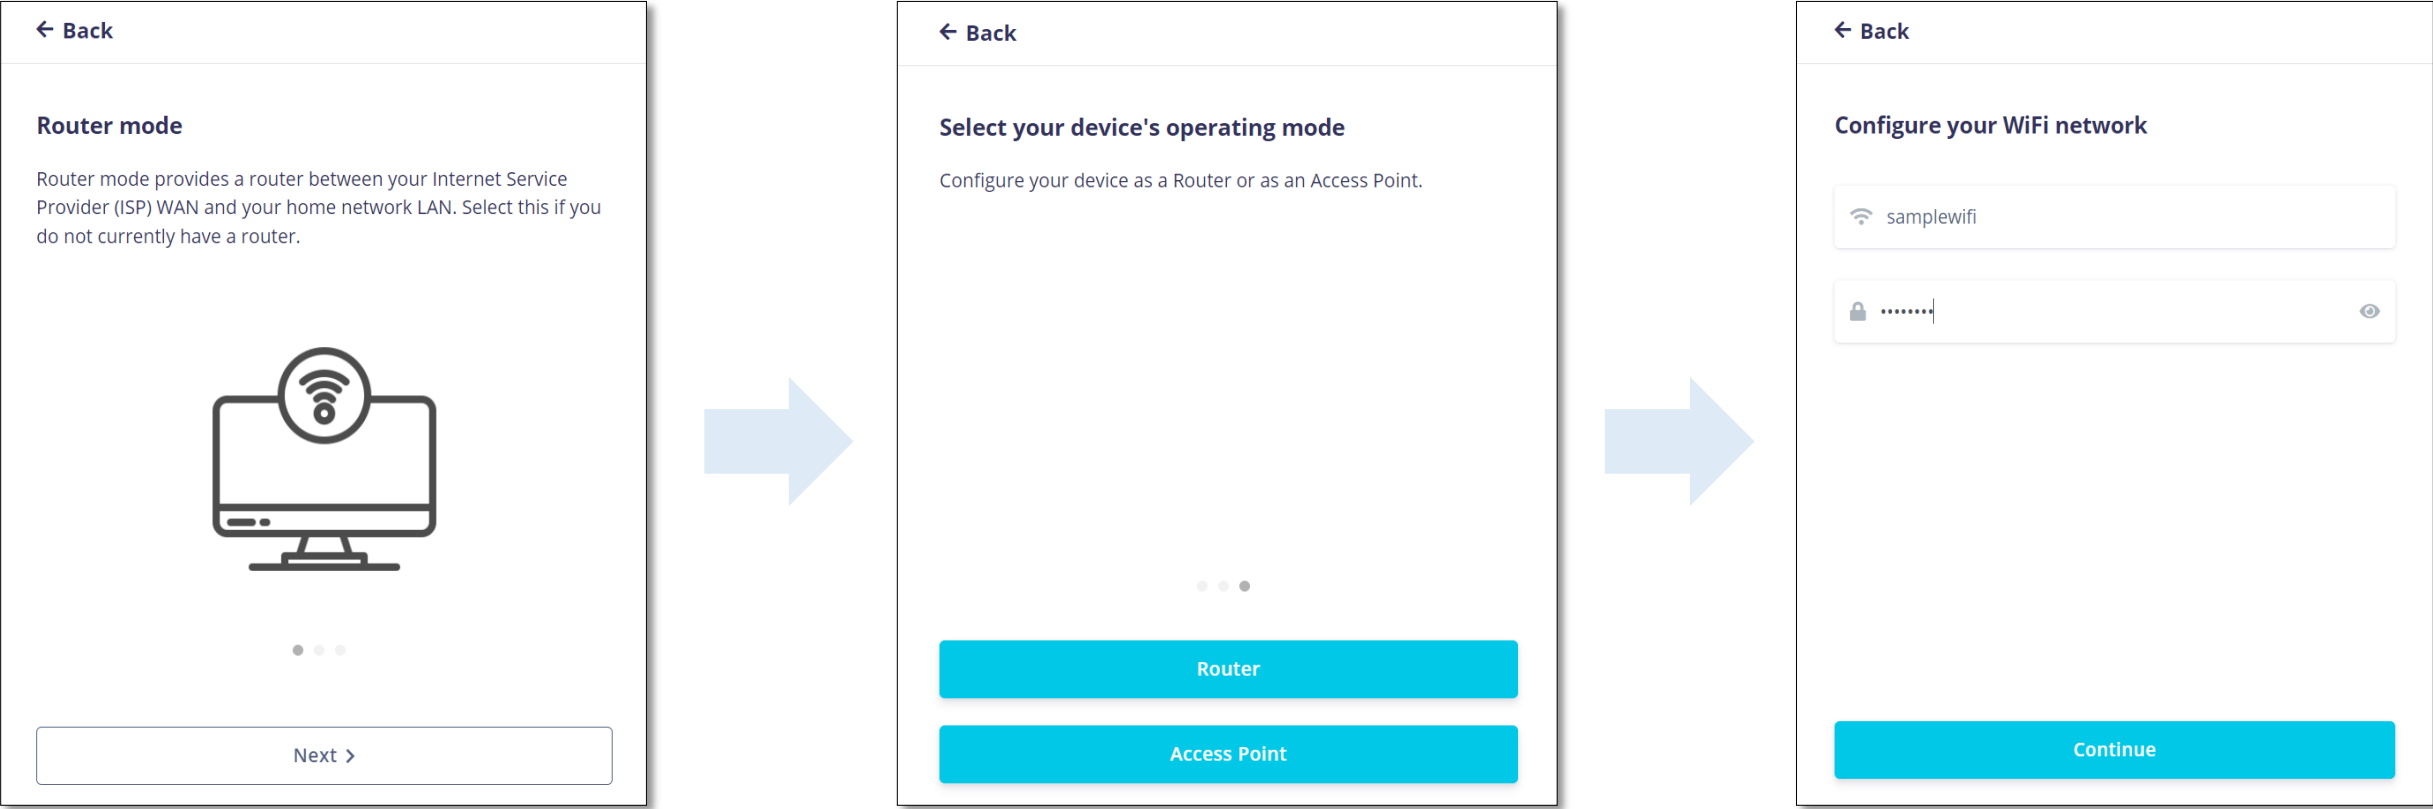 Back
Router mode
Router mode provides a router between your Internet Service
Provider (ISP) WAN and your home network LAN. Select this if you
do not currently have a router.
Next
Back
Select your device's operating mode
Configure your device as a Router or as an Access Point.
Router
Access Point
Back
Configure your WiFi network
samplewifi
••••••••
Continue